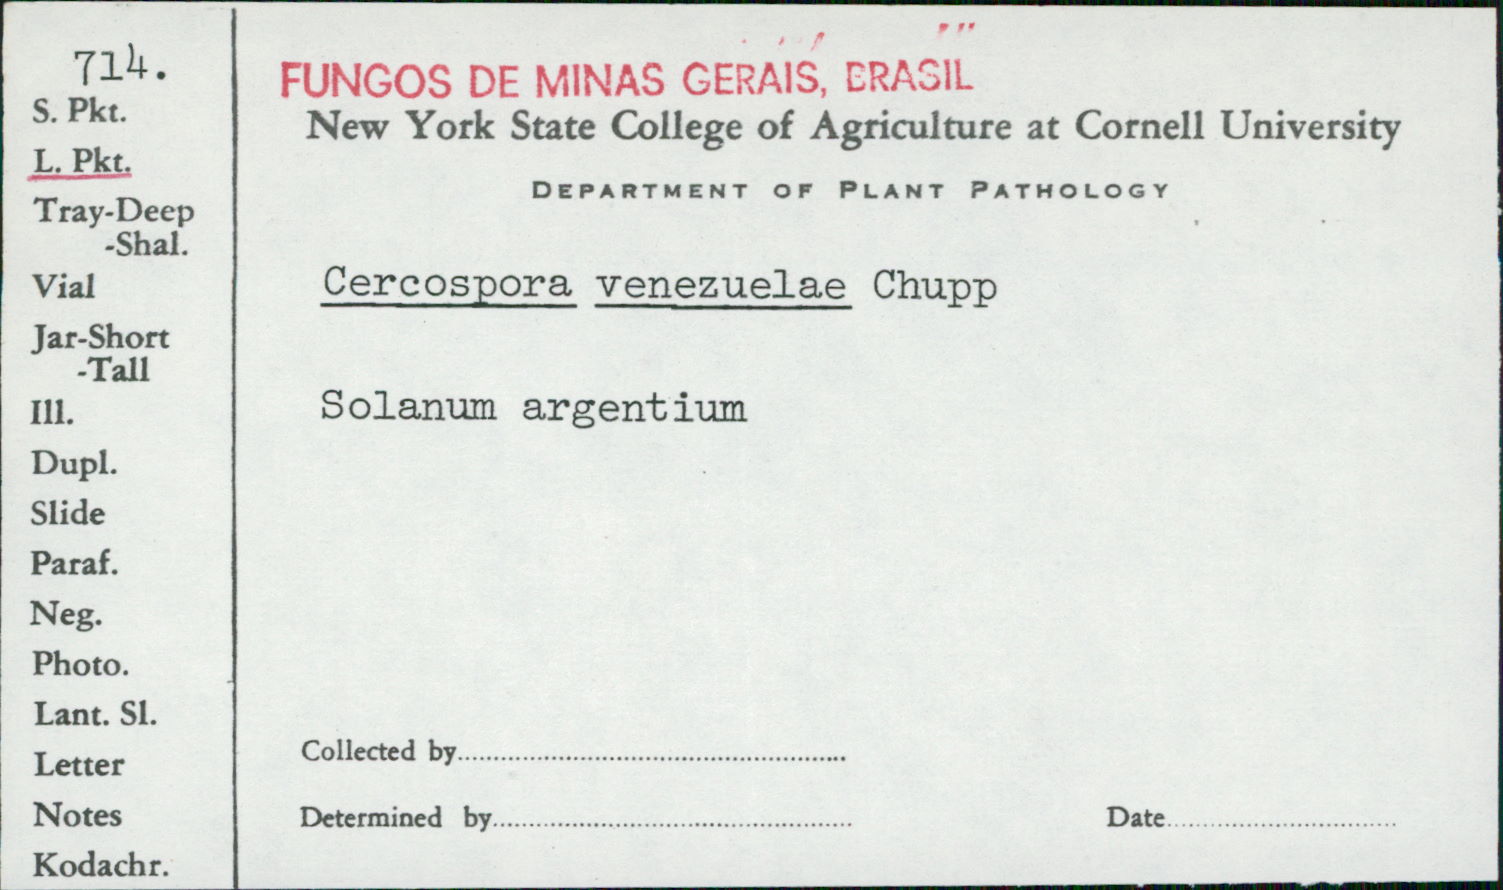 714.
S. Pkt.
L. Pkt.
Tray-Deep
-Shal.
Vial
Jar-Short
-Tall
Ill.
Dupl.
Slide
Paraf.
Neg.
Photo.
Lant. Sl.
Letter
Notes
Kodachr.
FUNGOS DE MINAS GERAIS, BRASIL
New York State College of Agriculture at Cornell University
DEPARTMENT OF PLANT PATHOLOGY
Cercospora venezuelae Chupp
Solanum argentium
Collected by
Determined by
Date